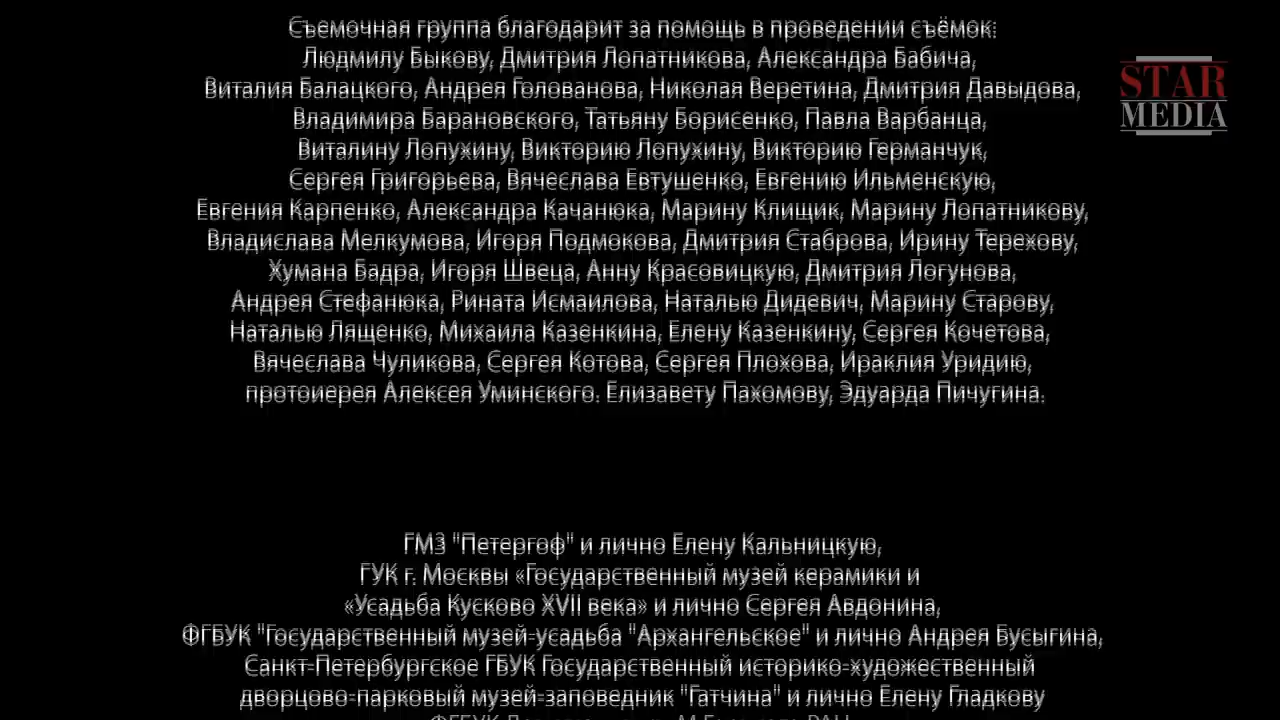 Съемочная группа благодарит за помощь в проведении съёмок:
Людмилу Быкову, Дмитрия Лопатникова, Александра Бабича,
Виталия Балацкого, Андрея Голованова, Николая Веретина, Дмитрия Давыдова,
Владимира Барановского, Татьяну Борисенко, Павла Варбанца,
Виталину Лопухину, Викторию Лопухину, Викторию Германчук,
Сергея Григорьева, Вячеслава Евтушенко, Евгению Ильменскую,
Евгения Карпенко, Александра Качанюка, Марину Клищик, Марину Лопатникову,
Владислава Мелкумова, Игоря Подмокова, Дмитрия Стаброва, Ирину Терехову,
Хумана Бадра, Игоря Швеца, Анну Красовицкую, Дмитрия Логунова,
Андрея Стефанюка, Рината Исмаилова, Наталью Дидевич, Марину Старову,
Наталью Лященко, Михаила Казенкина, Елену Казенкину, Сергея Кочетова,
Вячеслава Чуликова, Сергея Котова, Сергея Плохова, Ираклия Уридию,
протоиерея Алексея Уминского. Елизавету Пахомову, Эдуарда Пичугина.
STAR
MEDIA
ГМЗ "Петергоф" и лично Елену Кальницкую,
ГУК г. Москвы «Государственный музей керамики и
«Усадьба Кусково XVII века» и лично Сергея Авдонина,
ФГБУК "Государственный музей-усадьба "Архангельское" и лично Андрея Бусыгина,
Санкт-Петербургское ГБУК Государственный историко-художественный
дворцово-парковый музей-заповедник "Гатчина" и лично Елену Гладкову